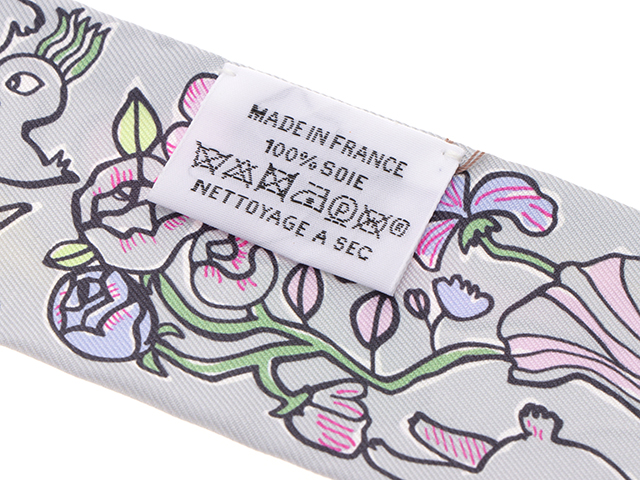 MADE IN FRANCE
100% SOIE
®
NETTOYAGE A SEC